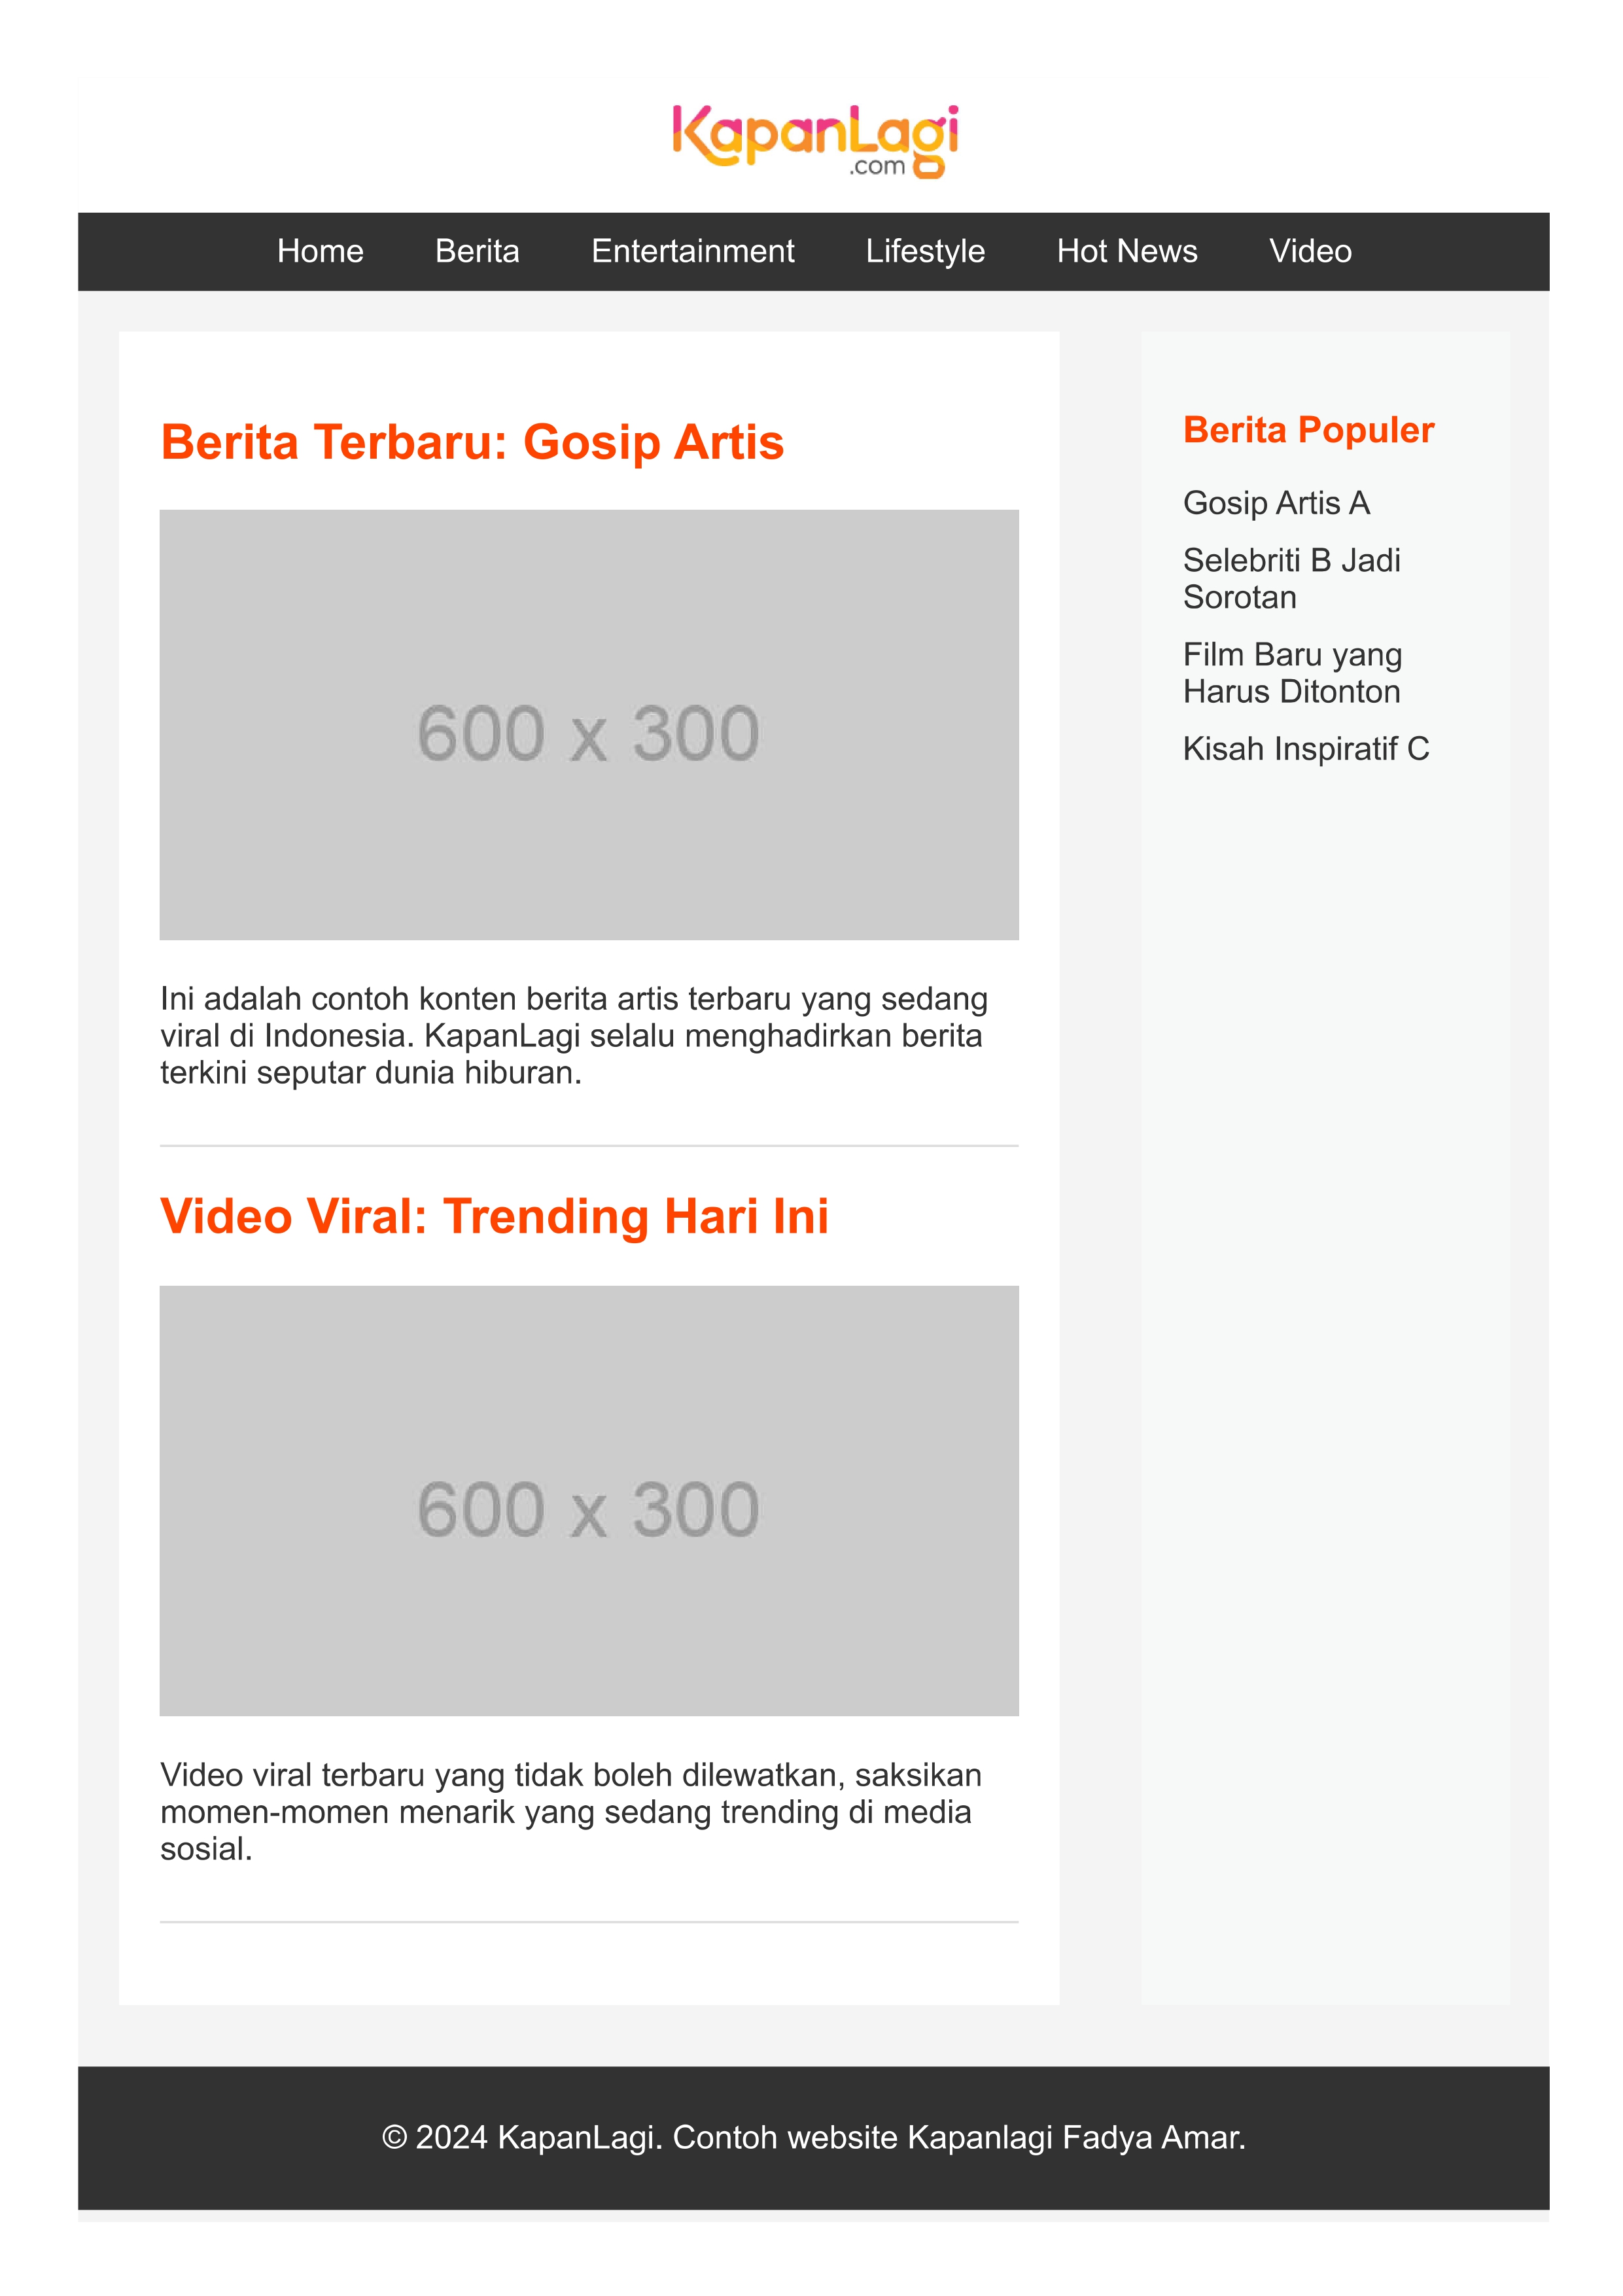 KapanLagi
.com
Home Berita Entertainment Lifestyle Hot News Video
Berita Terbaru: Gosip Artis
600 x 300
Ini adalah contoh konten berita artis terbaru yang sedang
viral di Indonesia. KapanLagi selalu menghadirkan berita
terkini seputar dunia hiburan.
Video Viral: Trending Hari Ini
600 x 300
Video viral terbaru yang tidak boleh dilewatkan, saksikan
momen-momen menarik yang sedang trending di media
sosial.
Berita Populer
Gosip Artis A
Selebriti B Jadi
Sorotan
Film Baru yang
Harus Ditonton
Kisah Inspiratif C
© 2024 KapanLagi. Contoh website Kapanlagi Fadya Amar.